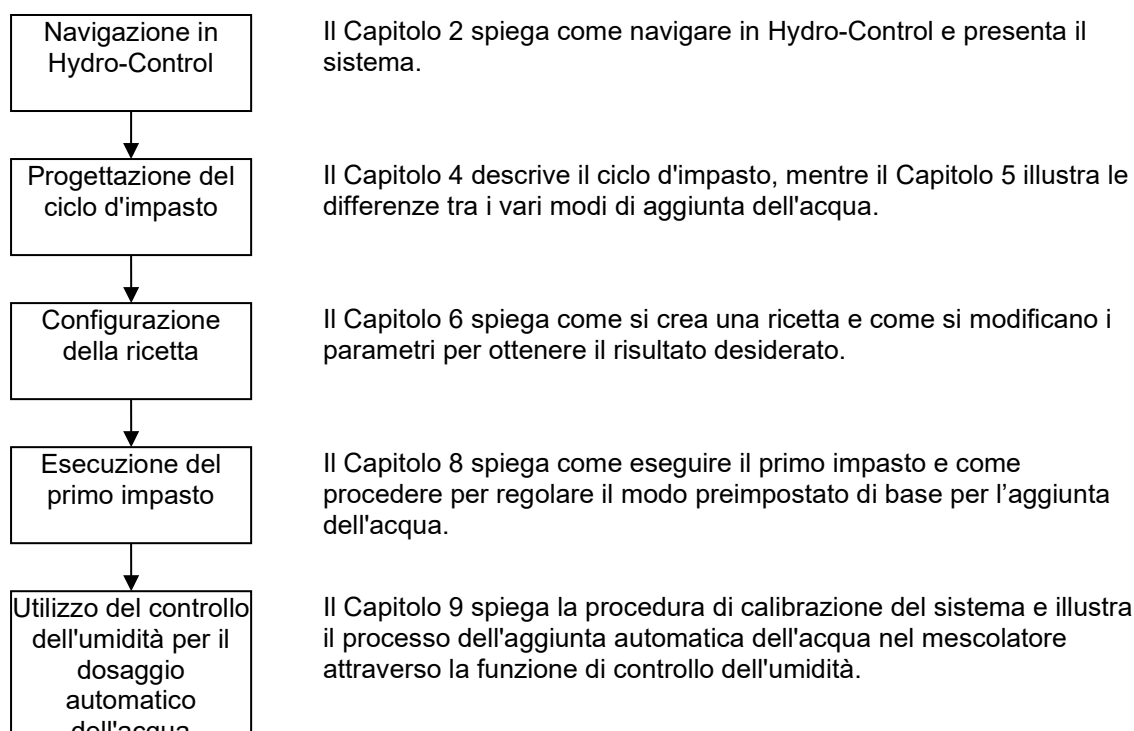 Navigazione in
Hydro-Control
Il Capitolo 2 spiega come navigare in Hydro-Control e presenta il
sistema.
Progettazione del
ciclo d'impasto
Il Capitolo 4 descrive il ciclo d'impasto, mentre il Capitolo 5 illustra le
differenze tra i vari modi di aggiunta dell'acqua.
Configurazione
della ricetta
Il Capitolo 6 spiega come si crea una ricetta e come si modificano i
parametri per ottenere il risultato desiderato.
Esecuzione del
primo impasto
Il Capitolo 8 spiega come eseguire il primo impasto e come
procedere per regolare il modo preimpostato di base per l’aggiunta
dell'acqua.
Utilizzo del controllo
dell'umidità per il
dosaggio
automatico
dell'acqua
Il Capitolo 9 spiega la procedura di calibrazione del sistema e illustra
il processo dell'aggiunta automatica dell'acqua nel mescolatore
attraverso la funzione di controllo dell'umidità.